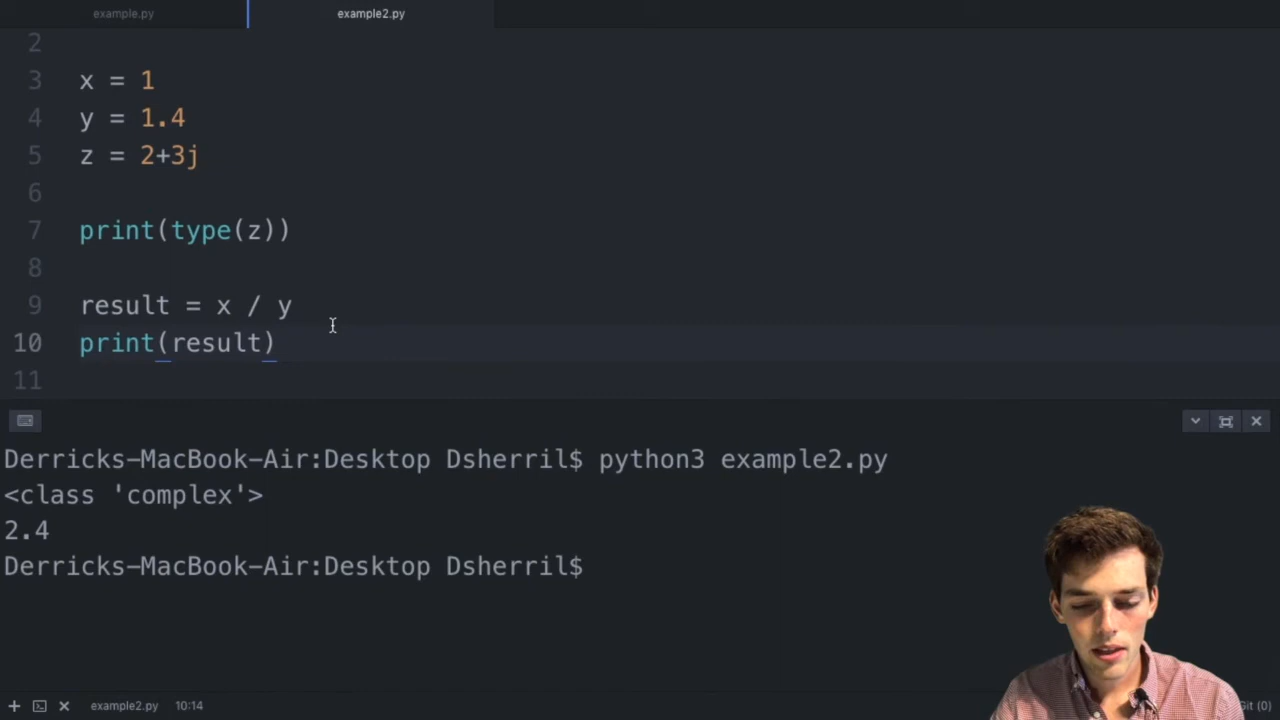 example.py
example2.py
2
3 x = 1
4 y = 1.4
5 z = 2+3j
6
7 print(type(z))
8
9 result = x / y
10 print(result)
11
Derricks-MacBook-Air:Desktop Dsherril$ python3 example2.py
<class 'complex'>
2.4
Derricks-MacBook-Air:Desktop Dsherril$
example2.py 10:14
Git (0)